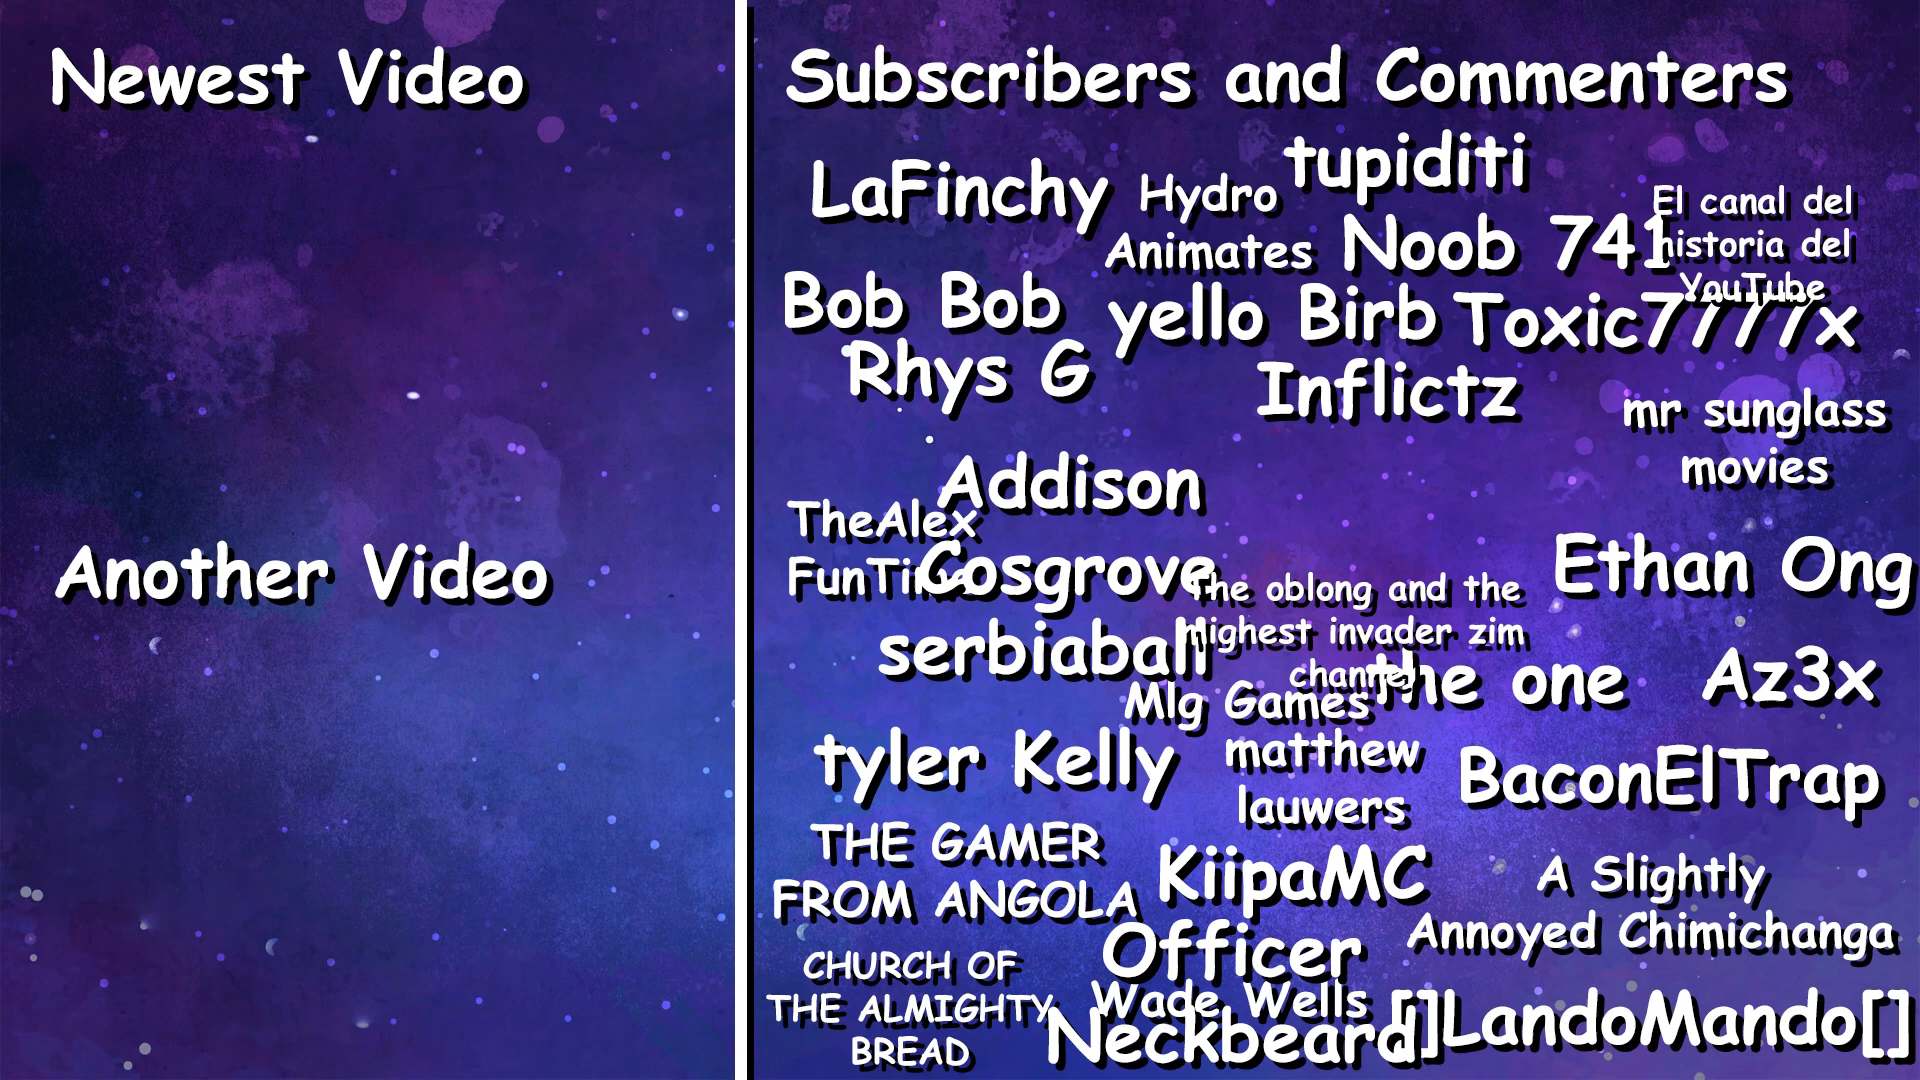 Newest Video
Another Video
Subscribers and Commenters
tupiditi
LaFinchy
Hydro
Animates
Noob 741
El canal del
historia del
YouTube
Bob Bob
yello Birb
Toxic7777x
Rhys G
Inflictz
mr sunglass
movies
Addison
Cosgrove
TheAlex
FunTime
The oblong and the
mighest invader zim
channel
Ethan Ong
serbiaball
the one
Az3x
Mlg Games
tyler Kelly
matthew
lauwers
BaconElTrap
THE GAMER
FROM ANGOLA
KiipaMC
A Slightly
Annoyed Chimichanga
Officer
Neckbeard
Wade Wells
CHURCH OF
THE ALMIGHTY
BREAD
[]LandoMando[]